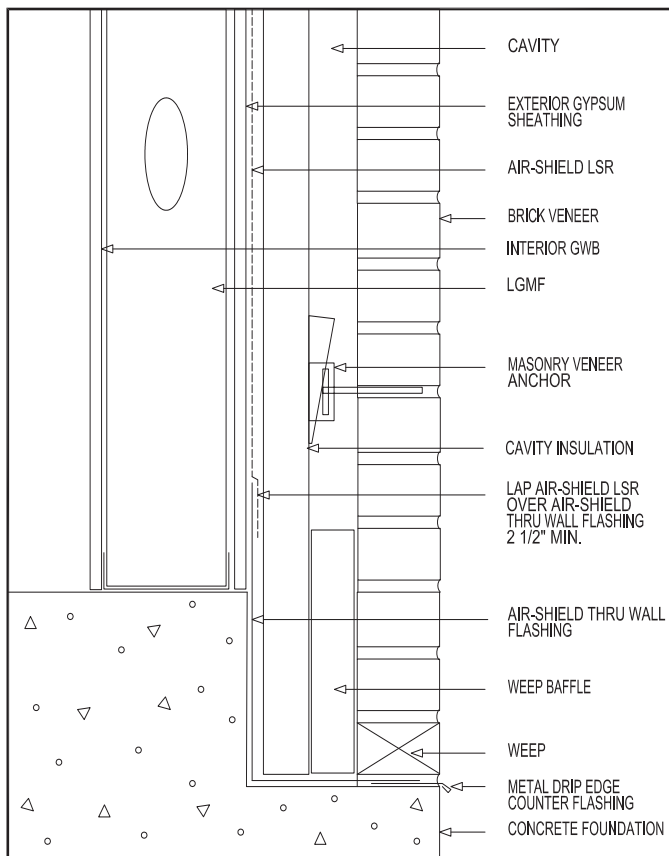 CAVITY
EXTERIOR GYPSUM
SHEATHING
AIR-SHIELD LSR
BRICK VENEER
INTERIOR GWB
LGMF
MASONRY VENEER
ANCHOR
CAVITY INSULATION
LAP AIR-SHIELD LSR
OVER AIR-SHIELD
THRU WALL FLASHING
2 1/2" MIN.
AIR-SHIELD THRU WALL
FLASHING
WEEP BAFFLE
WEEP
METAL DRIP EDGE
COUNTER FLASHING
CONCRETE FOUNDATION